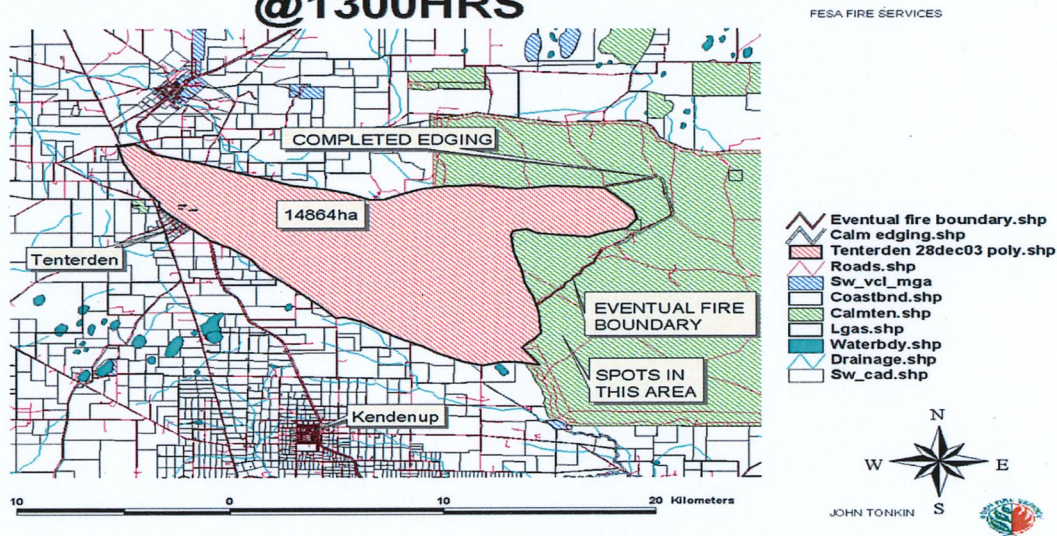 @1300HRS
FESA FIRE SERVICES
COMPLETED EDGING
14864ha
Tenterden
EVENTUAL FIRE
BOUNDARY
SPOTS IN
THIS AREA
Kendenup
Eventual fire boundary.shp
Calm edging.shp
Tenterden 28dec03 poly.shp
Roads.shp
Sw_vcl_mga
Coastbnd.shp
Calmten.shp
Lgas.shp
Waterbdy.shp
Drainage.shp
Sw_cad.shp
N
W E
S
10 0 10 20 Kilometers
JOHN TONKIN